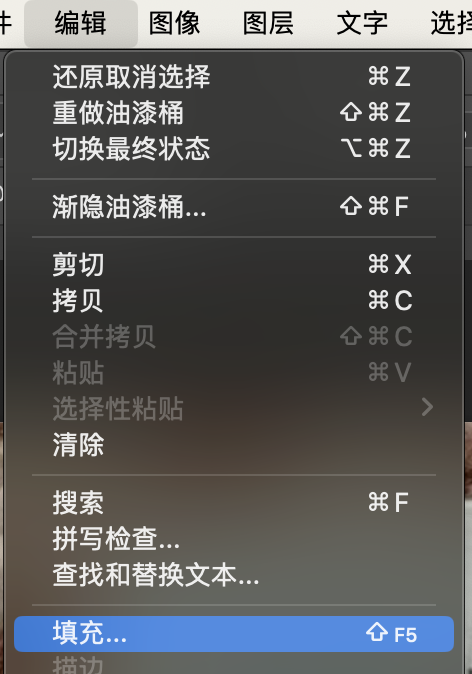 编辑 图像 图层 文字
还原取消选择 ⌘Z
重做油漆桶 ⇧⌘Z
切换最终状态 ⌥⌘Z
渐隐油漆桶... ⇧⌘F
剪切 ⌘X
拷贝 ⌘C
合并拷贝 ⇧⌘C
粘贴 ⌘V
选择性粘贴 >
清除
搜索 ⌘F
拼写检查...
查找和替换文本...
填充... ⇧F5
描边